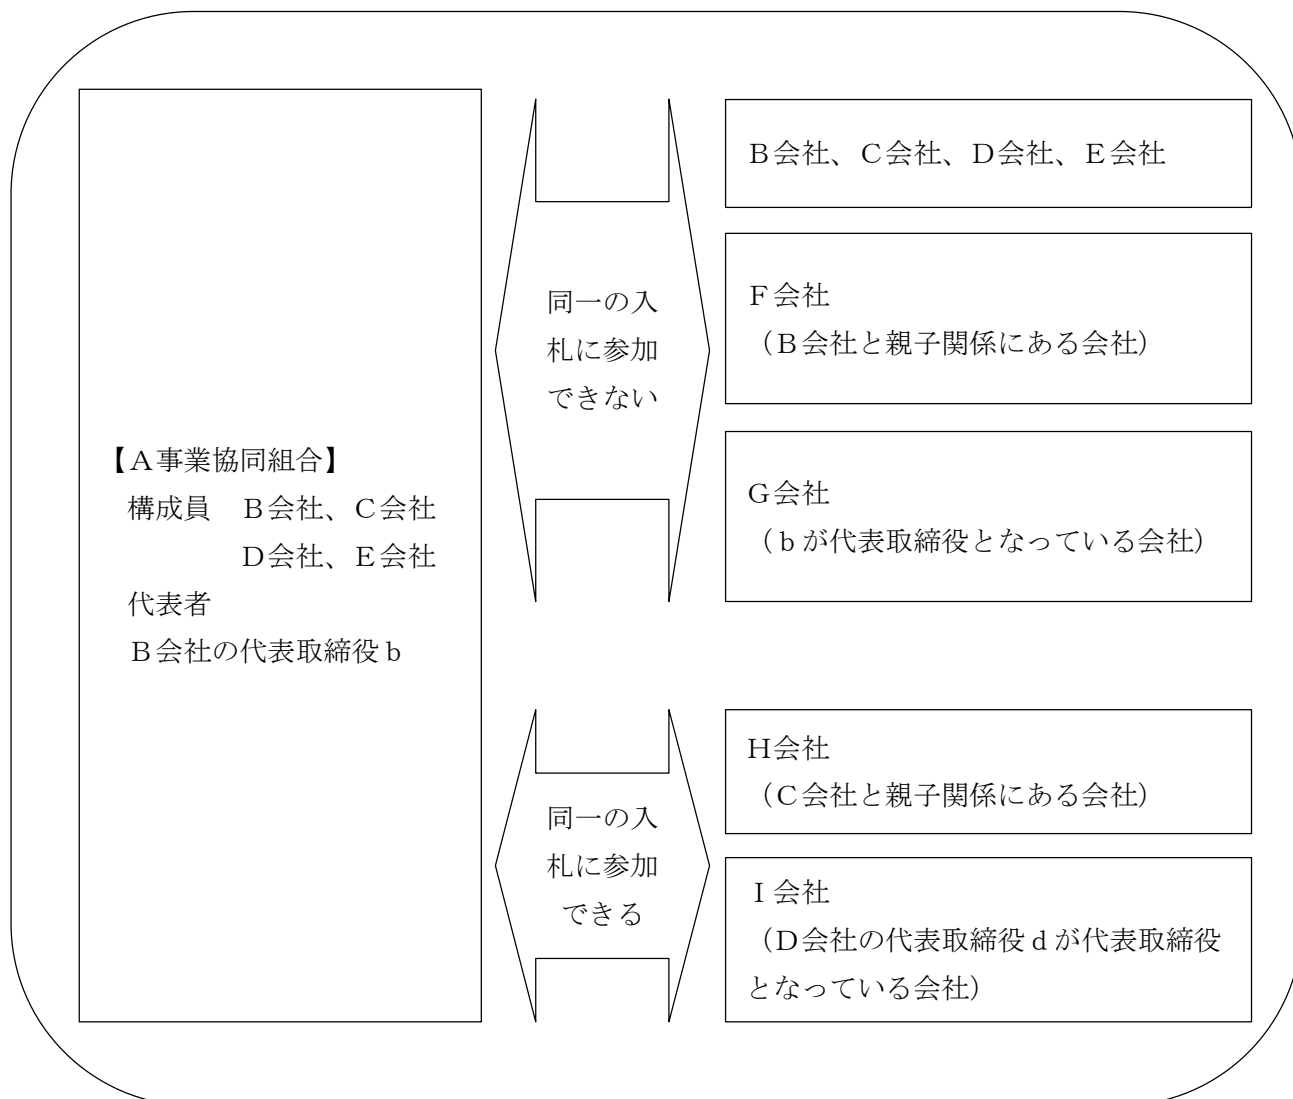 【A事業協同組合】
構成員　B会社、C会社
D会社、E会社
代表者
B会社の代表取締役b
同一の入
札に参加
できない
B会社、C会社、D会社、E会社
F会社
（B会社と親子関係にある会社）
G会社
（bが代表取締役となっている会社）
同一の入
札に参加
できる
H会社
（C会社と親子関係にある会社）
I会社
（D会社の代表取締役dが代表取締役
となっている会社）